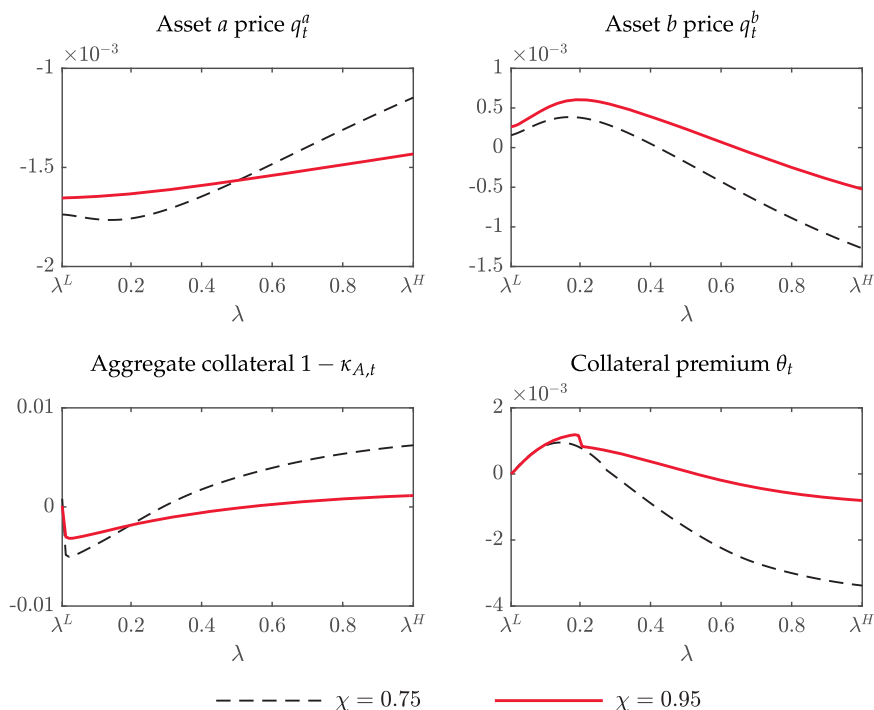 Asset a price q_t^a
Asset b price q_t^b
×10⁻³
×10⁻³
-1
-1.5
-2
λ^L 0.2 0.4 0.6 0.8 λ^H
λ
1
0.5
0
-0.5
-1
-1.5
λ^L 0.2 0.4 0.6 0.8 λ^H
λ
Aggregate collateral 1 − κ_{A,t}
Collateral premium θ_t
0.01
0
-0.01
λ^L 0.2 0.4 0.6 0.8 λ^H
λ
×10⁻³
2
0
-2
-4
λ^L 0.2 0.4 0.6 0.8 λ^H
λ
χ = 0.75
χ = 0.95